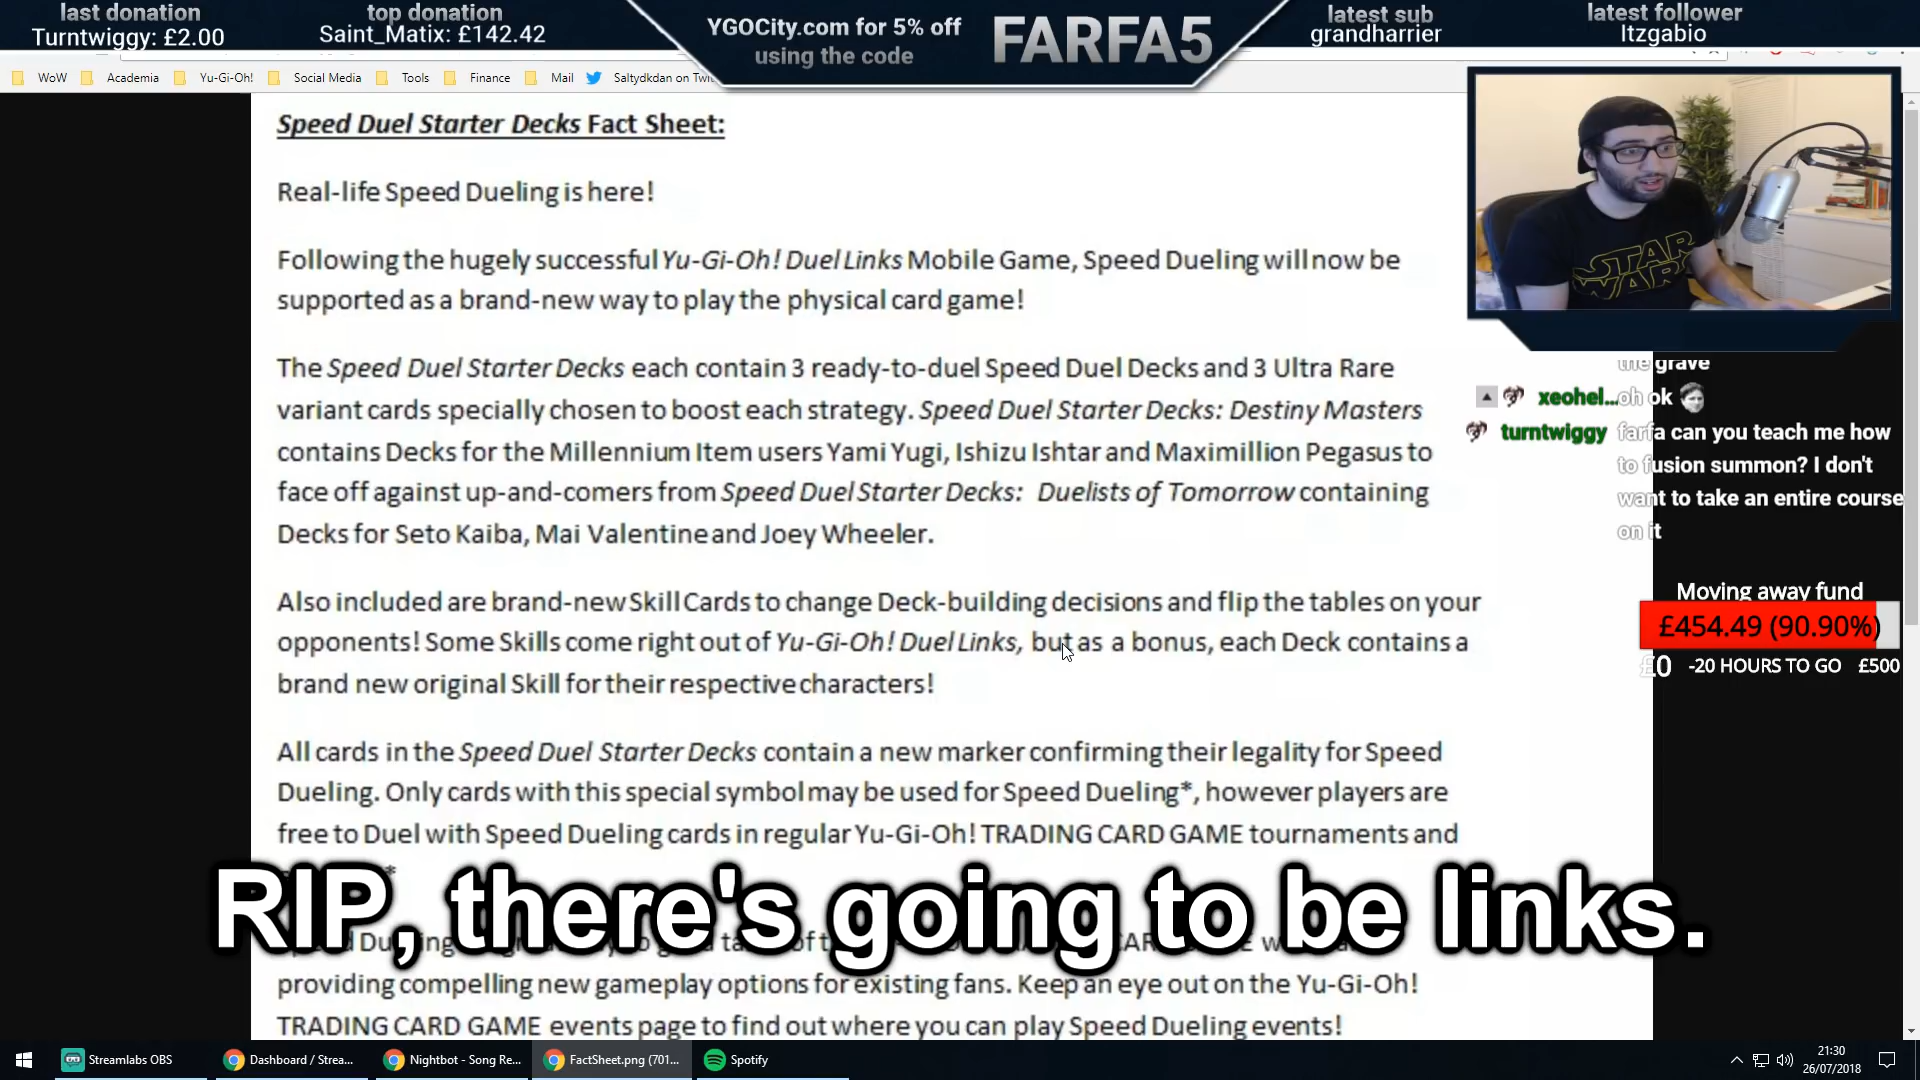 last donation
Turntwiggy: £2.00
top donation
Saint_Matix: £142.42
YGOCity.com for 5% off
using the code
FARFA5
latest sub
grandharrier
latest follower
Itzgabio
WoW
Academia
Yu-Gi-Oh!
Social Media
Tools
Finance
Mail
Saltydkdan on Twit
Speed Duel Starter Decks Fact Sheet:
Real-life Speed Dueling is here!
Following the hugely successful Yu-Gi-Oh! Duel Links Mobile Game, Speed Dueling will now be
supported as a brand-new way to play the physical card game!
The Speed Duel Starter Decks each contain 3 ready-to-duel Speed Duel Decks and 3 Ultra Rare
variant cards specially chosen to boost each strategy. Speed Duel Starter Decks: Destiny Masters
contains Decks for the Millennium Item users Yami Yugi, Ishizu Ishtar and Maximillion Pegasus to
face off against up-and-comers from Speed Duel Starter Decks: Duelists of Tomorrow containing
Decks for Seto Kaiba, Mai Valentine and Joey Wheeler.
Also included are brand-new Skill Cards to change Deck-building decisions and flip the tables on your
opponents! Some Skills come right out of Yu-Gi-Oh! Duel Links, but as a bonus, each Deck contains a
brand new original Skill for their respective characters!
All cards in the Speed Duel Starter Decks contain a new marker confirming their legality for Speed
Dueling. Only cards with this special symbol may be used for Speed Dueling*, however players are
free to Duel with Speed Dueling cards in regular Yu-Gi-Oh! TRADING CARD GAME tournaments and
providing compelling new gameplay options for existing fans. Keep an eye out on the Yu-Gi-Oh!
TRADING CARD GAME events page to find out where you can play Speed Dueling events!
RIP, there's going to be links.
STAR
WARS
the grave
xeohel... oh ok
turntwiggy farfa can you teach me how
to fusion summon? I don't
want to take an entire course
on it
Moving away fund
£454.49 (90.90%)
£0 -20 HOURS TO GO £500
Streamlabs OBS
Dashboard / Strea...
Nightbot - Song Re...
FactSheet.png (701...
Spotify
21:30
26/07/2018